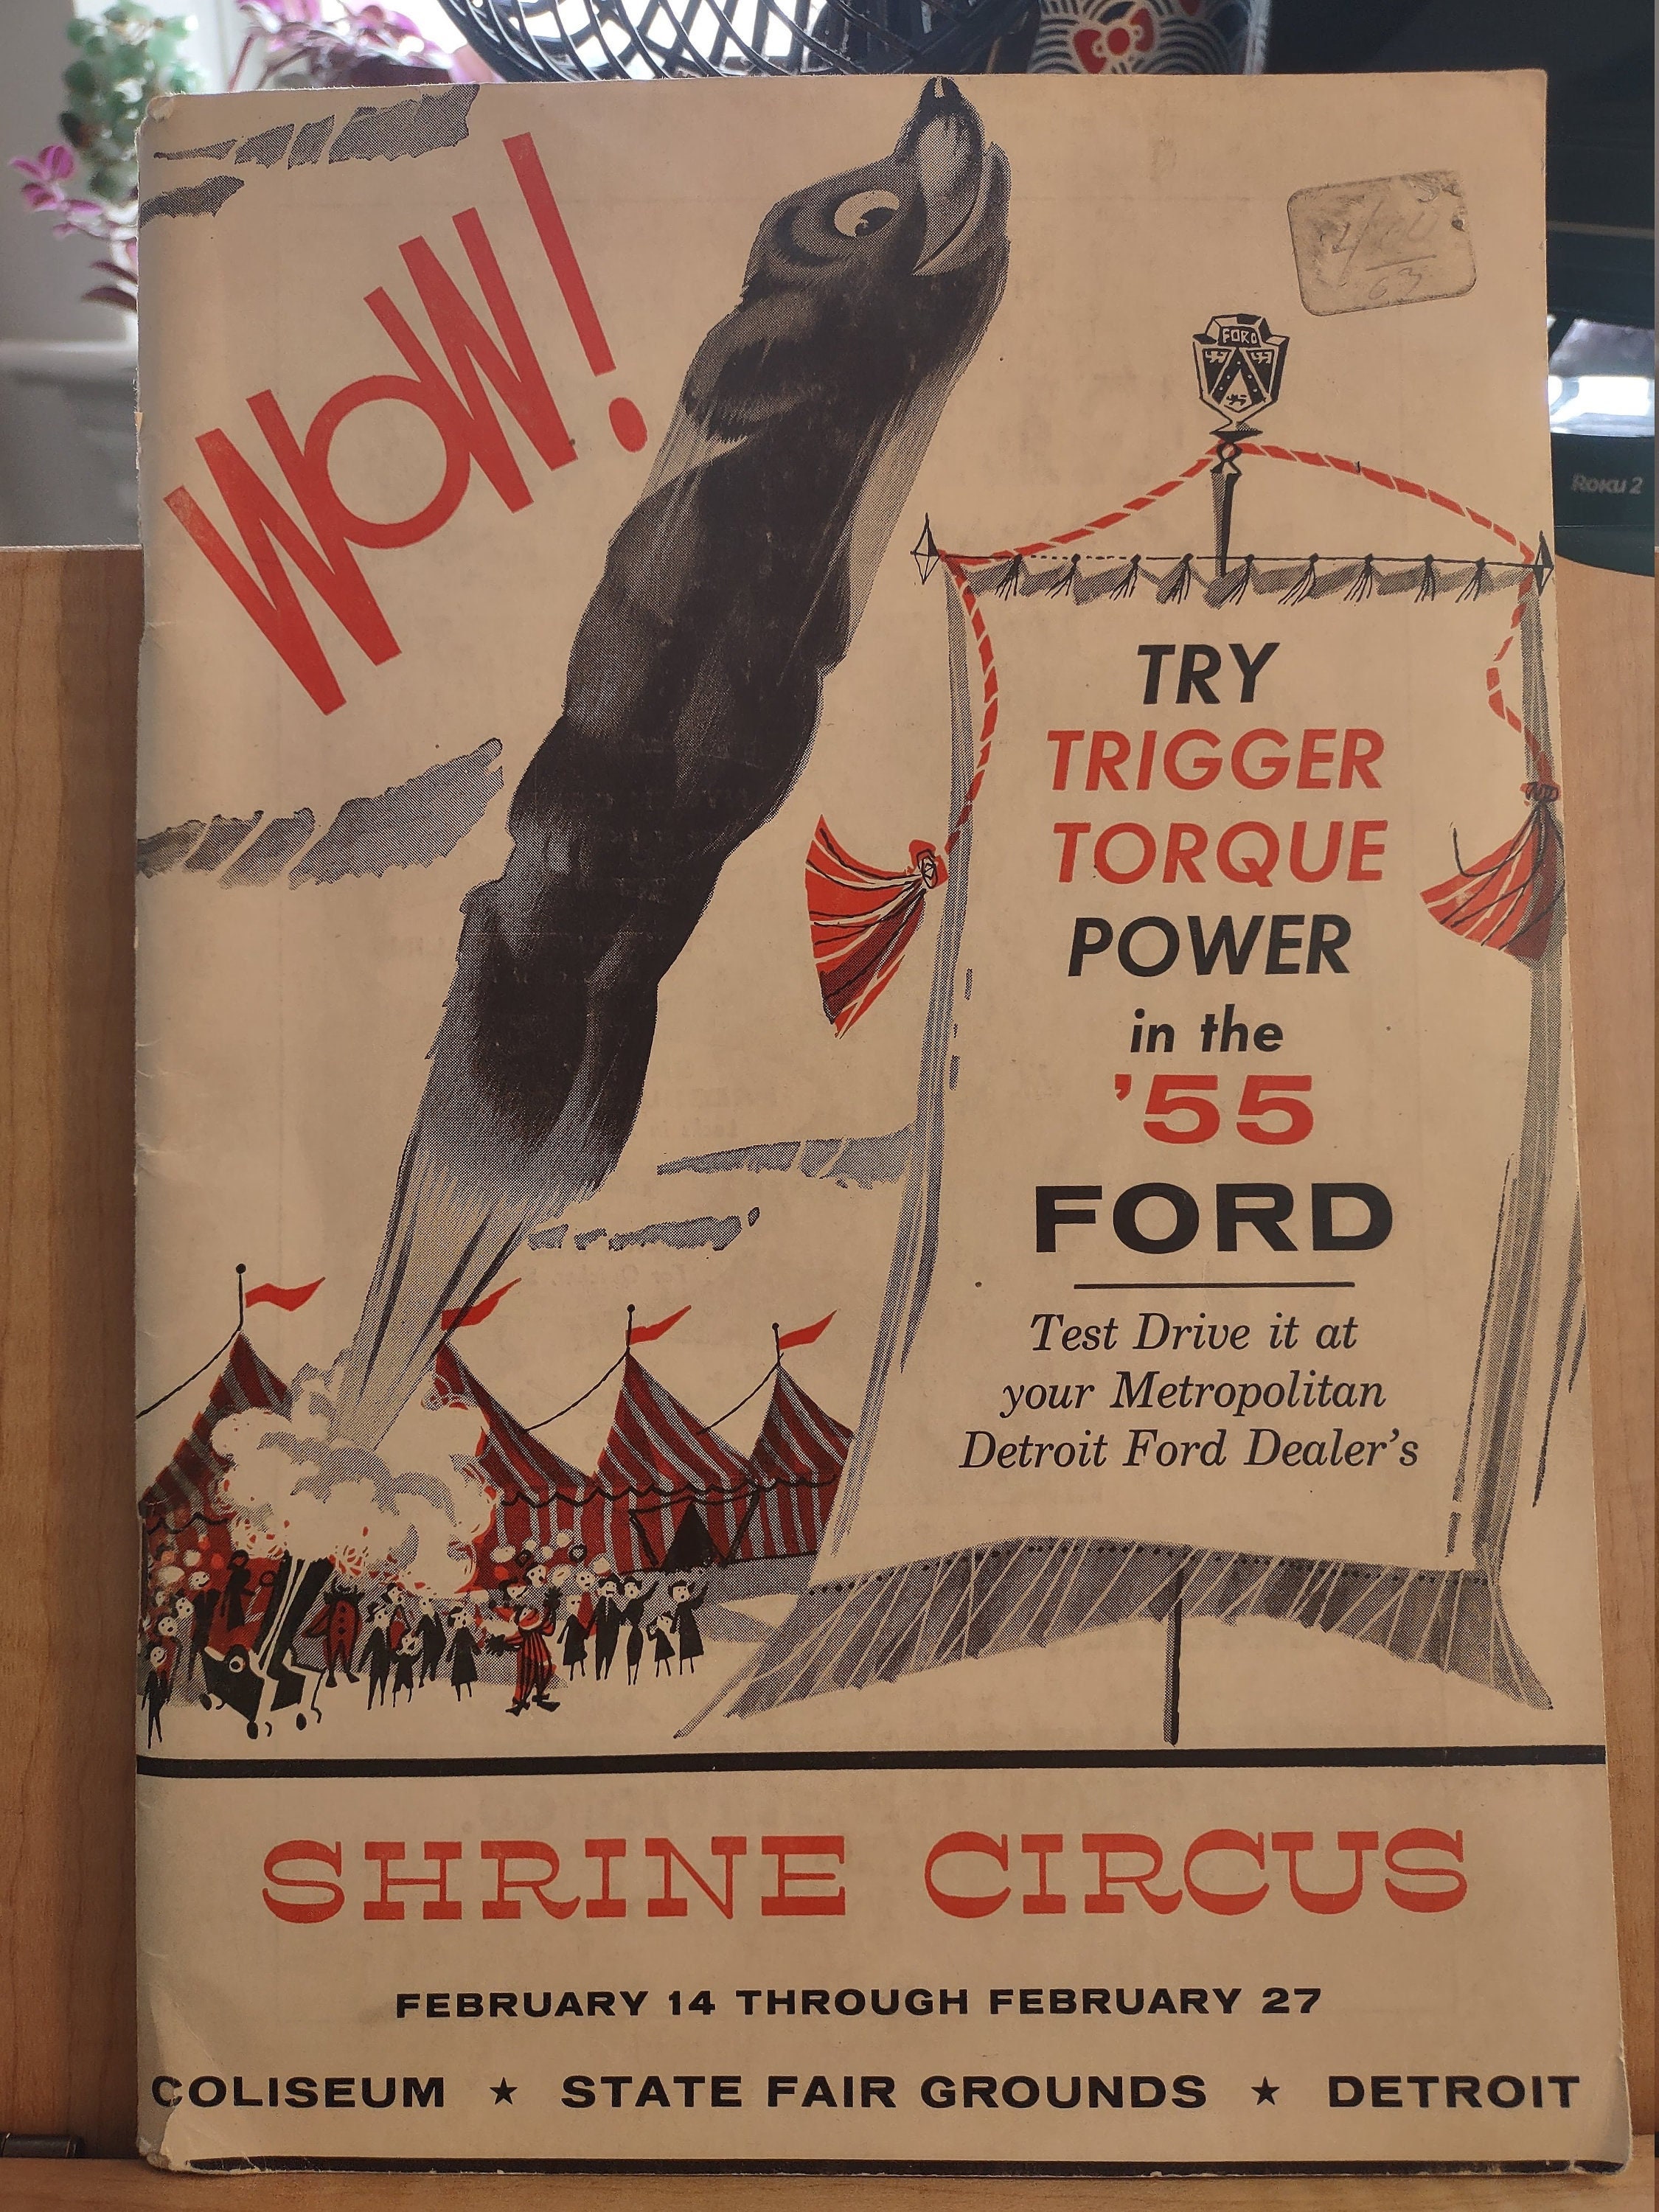 WOW!
FORD
TRY
TRIGGER
TORQUE
POWER
in the
'55
FORD
Test Drive it at
your Metropolitan
Detroit Ford Dealer's
Roku 2
SHRINE CIRCUS
FEBRUARY 14 THROUGH FEBRUARY 27
COLISEUM ★ STATE FAIR GROUNDS ★ DETROIT